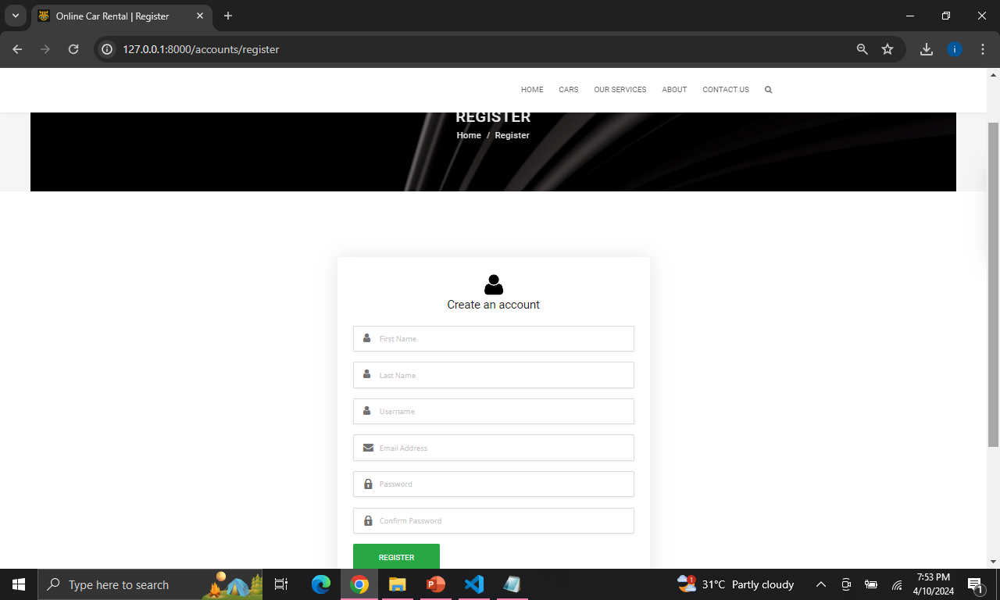 Online Car Rental | Register
127.0.0.1:8000/accounts/register
i
HOME CARS OUR SERVICES ABOUT CONTACT US
REGISTER
Home / Register
Create an account
First Name
Last Name
Username
Email Address
Password
Confirm Password
REGISTER
Type here to search
1
31°C Partly cloudy
7:53 PM
4/10/2024
1